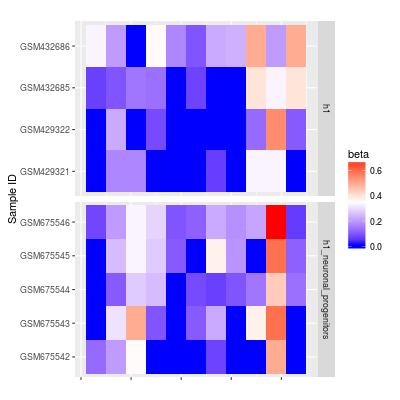 GSM432686
GSM432685
GSM429322
GSM429321
h1
Sample ID
GSM675546
GSM675545
GSM675544
GSM675543
GSM675542
h1_neuronal_progenitors
beta
0.6
0.4
0.2
0.0